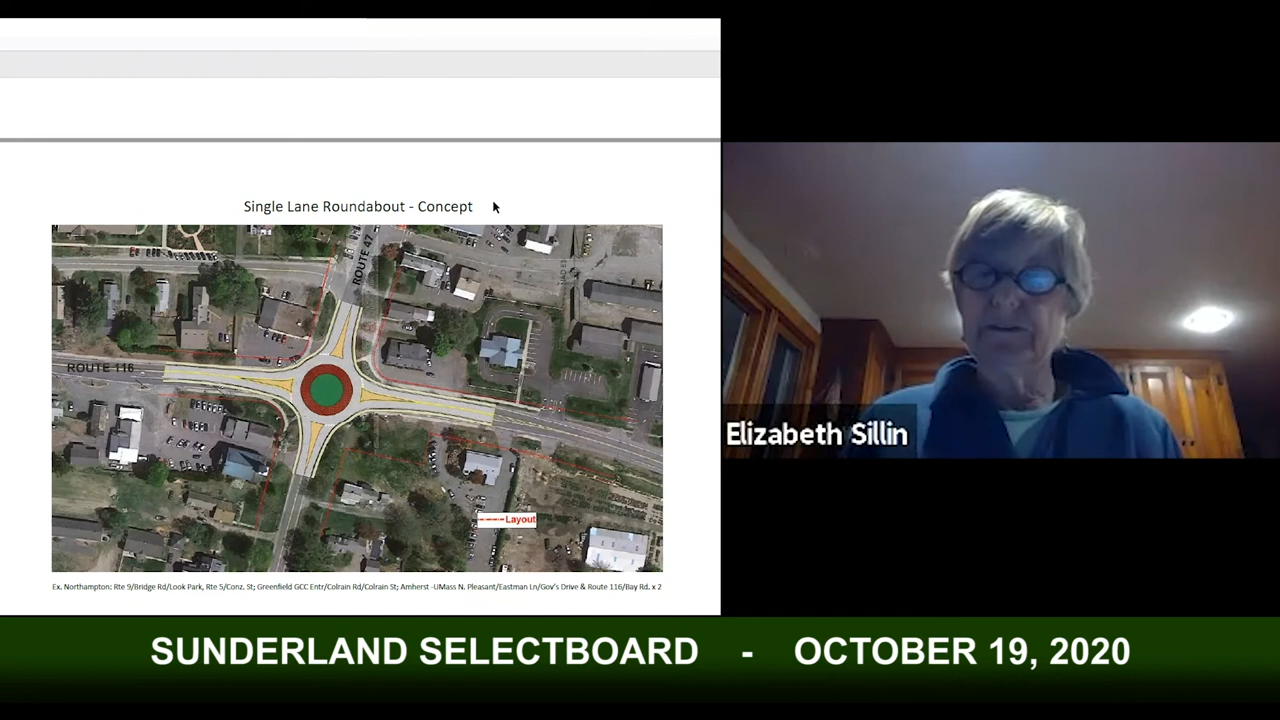 Single Lane Roundabout - Concept
ROUTE 47
ROUTE 116
Layout
Ex. Northampton: Rte 9/Bridge Rd/Look Park, Rte 5/Conz. St; Greenfield GCC Entr/Colrain Rd/Colrain St; Amherst -UMass N. Pleasant/Eastman Ln/Gov's Drive & Route 116/Bay Rd. x 2
Elizabeth Sillin
SUNDERLAND SELECTBOARD - OCTOBER 19, 2020